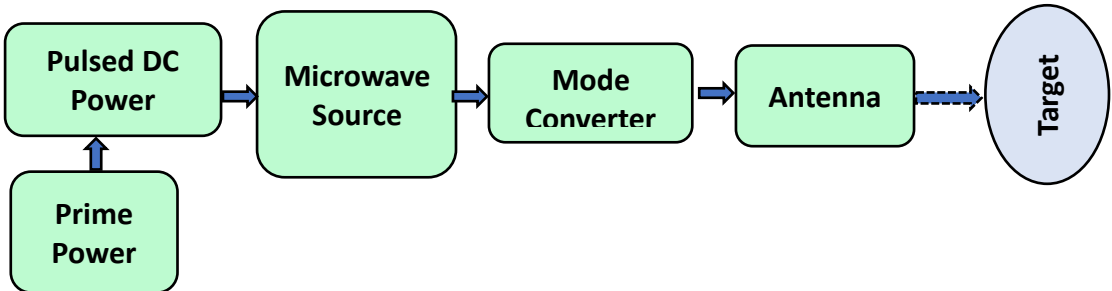 Pulsed DC
Power
Microwave
Source
Mode
Converter
Antenna
Target
Prime
Power